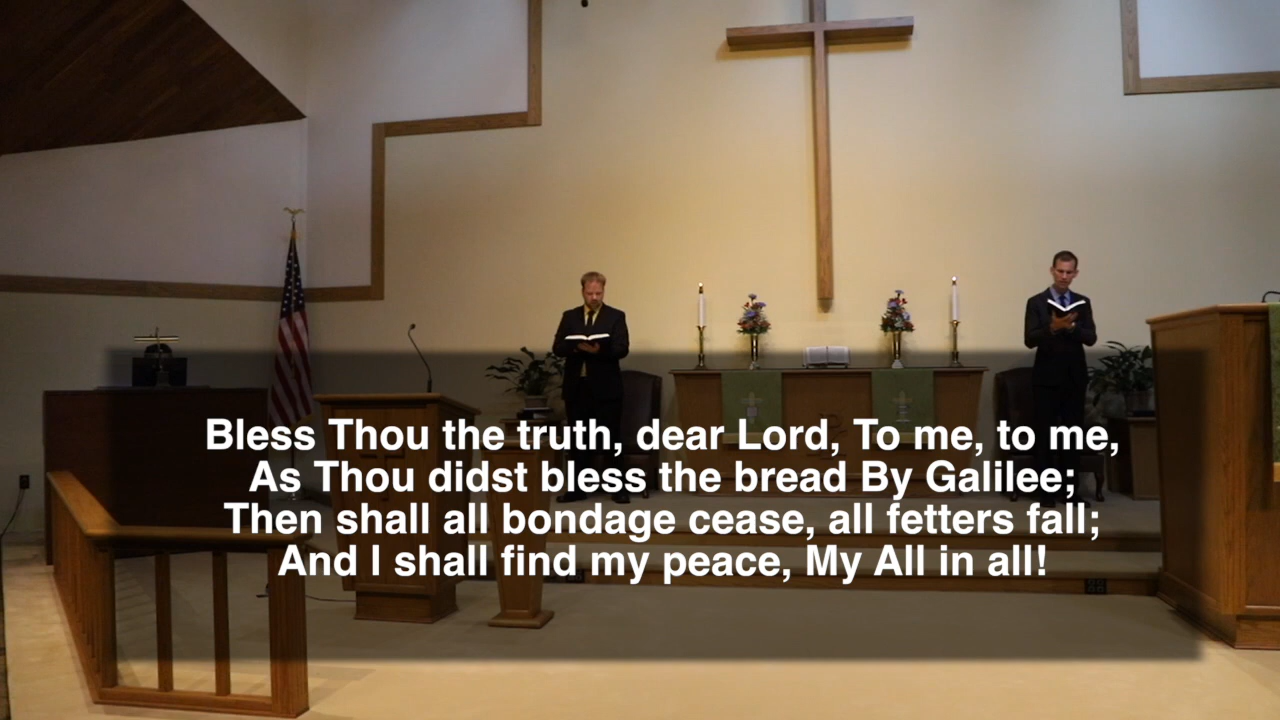 Bless Thou the truth, dear Lord, To me, to me,
As Thou didst bless the bread By Galilee;
Then shall all bondage cease, all fetters fall;
And I shall find my peace, My All in all!